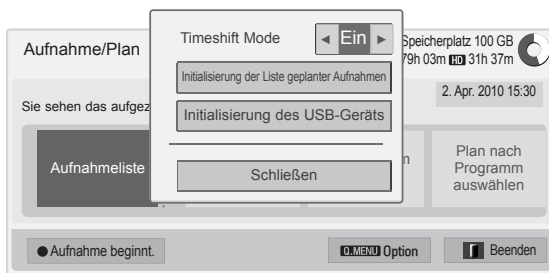 Aufnahme/Plan
Timeshift Mode
◄ Ein ►
Speicherplatz 100 GB
79h 03m HD 31h 37m
Initialisierung der Liste geplanter Aufnahmen
2. Apr. 2010 15:30
Sie sehen das aufgez
Initialisierung des USB-Geräts
Aufnahmeliste
Plan nach
Programm
auswählen
Schließen
● Aufnahme beginnt.
Q.MENU Option
Beenden